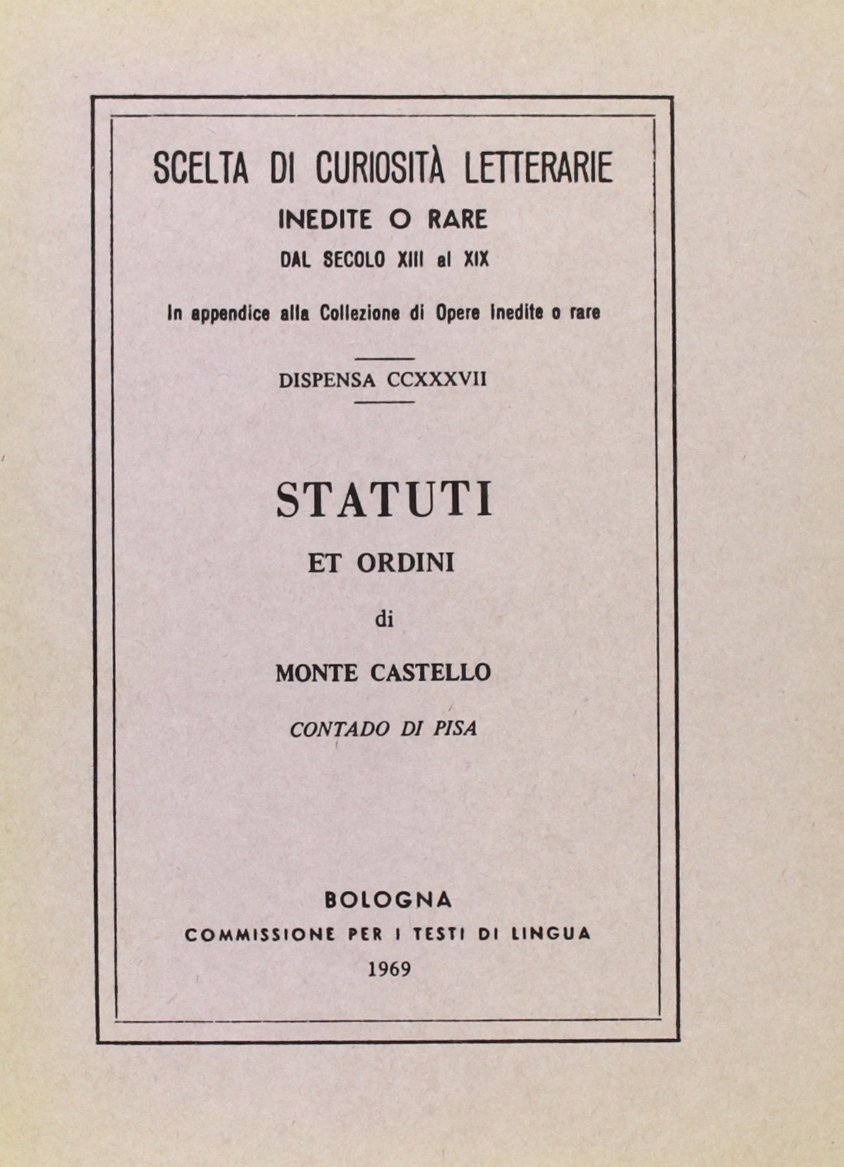 SCELTA DI CURIOSITÀ LETTERARIE
INEDITE O RARE
DAL SECOLO XIII al XIX
In appendice alla Collezione di Opere Inedite o rare
DISPENSA CCXXXVII
STATUTI
ET ORDINI
di
MONTE CASTELLO
CONTADO DI PISA
BOLOGNA
COMMISSIONE PER I TESTI DI LINGUA
1969